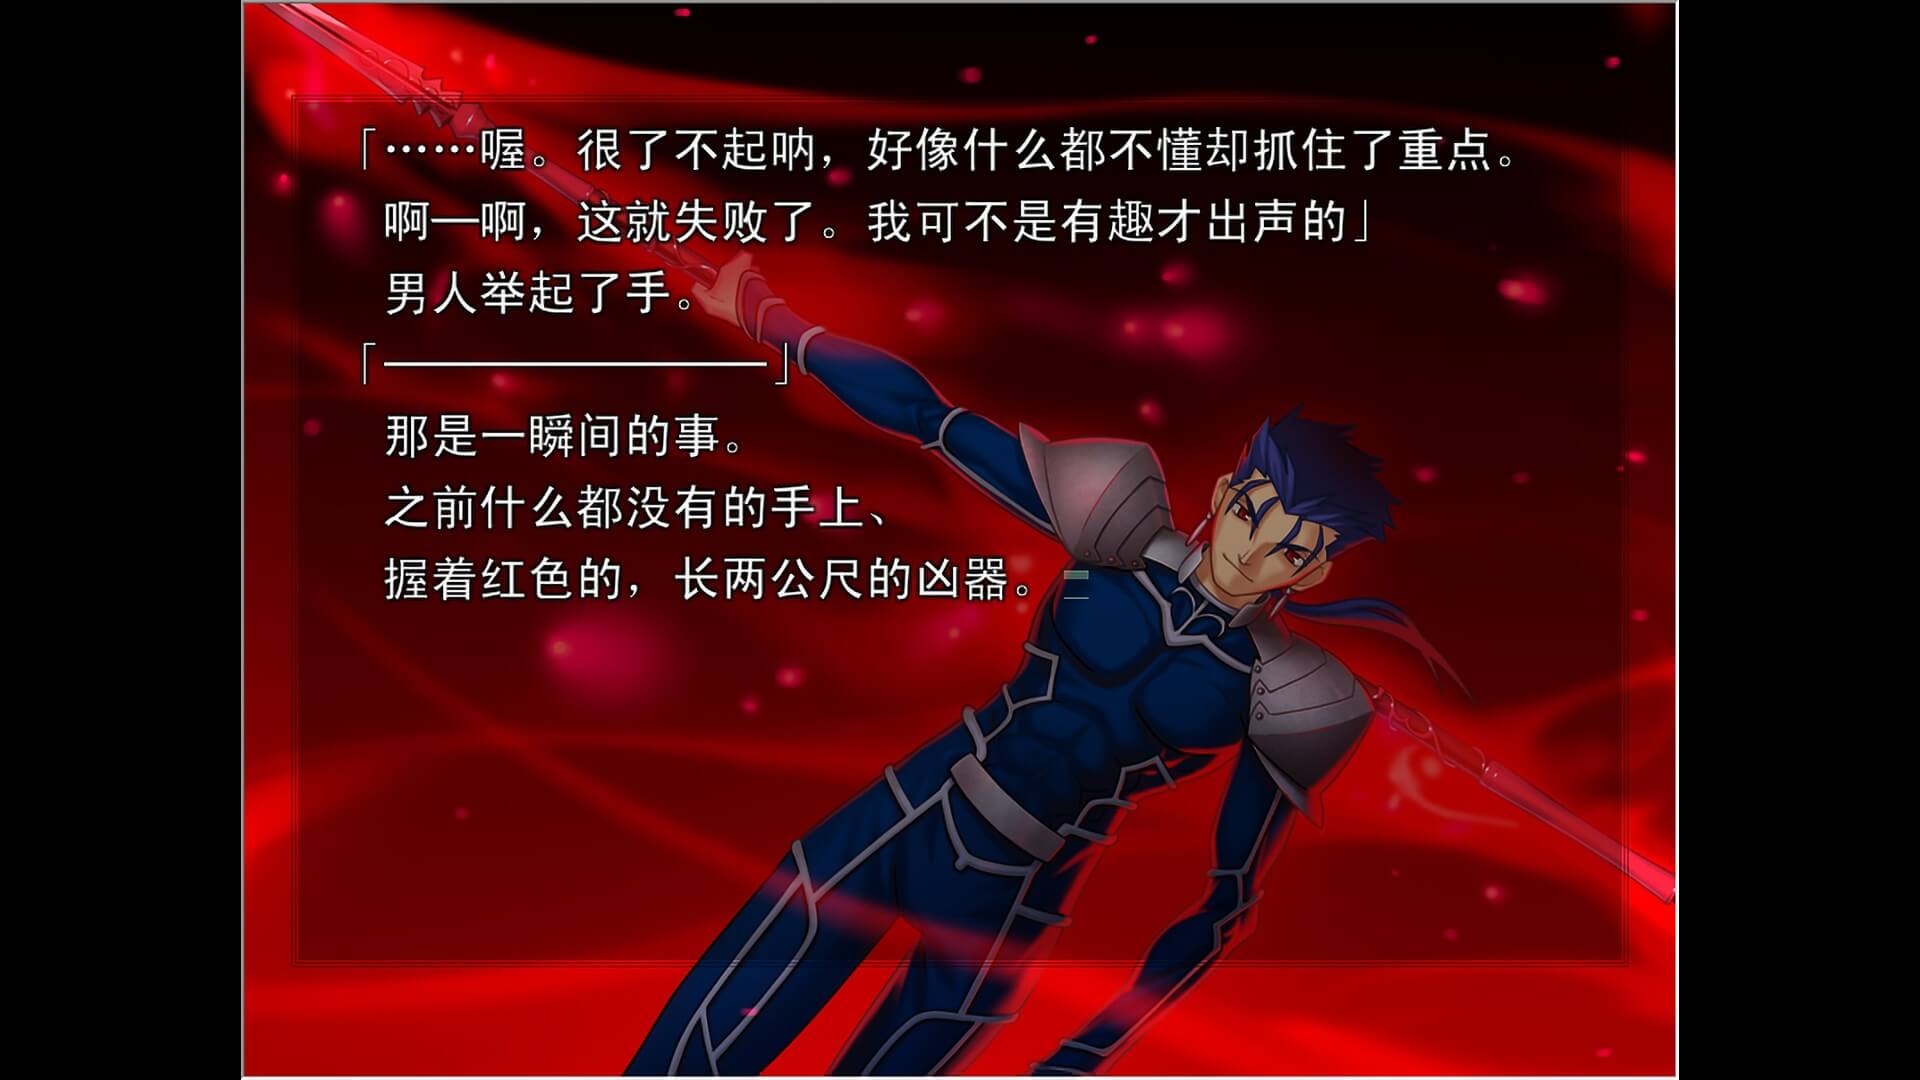 「……喔。很了不起呐，好像什么都不懂却抓住了重点。
啊—啊，这就失败了。我可不是有趣才出声的」
男人举起了手。
「————————」
那是一瞬间的事。
之前什么都没有的手上、
握着红色的，长两公尺的凶器。